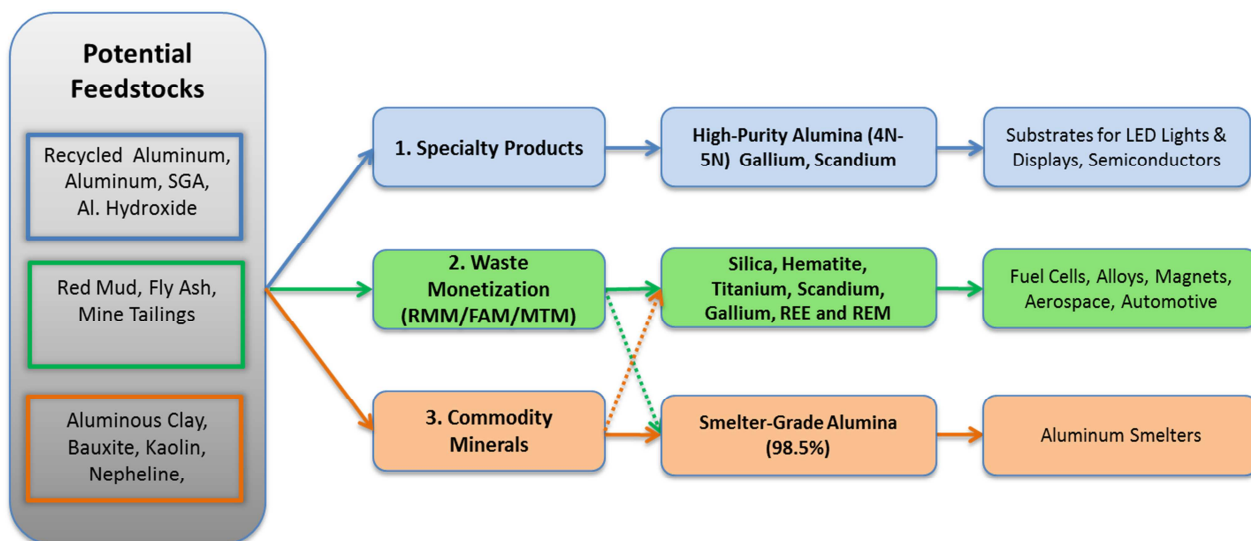 Potential
Feedstocks
Recycled Aluminum,
Aluminum, SGA,
Al. Hydroxide
Red Mud, Fly Ash,
Mine Tailings
Aluminous Clay,
Bauxite, Kaolin,
Nepheline,
1. Specialty Products
High-Purity Alumina (4N-
5N) Gallium, Scandium
Substrates for LED Lights &
Displays, Semiconductors
2. Waste
Monetization
(RMM/FAM/MTM)
Silica, Hematite,
Titanium, Scandium,
Gallium, REE and REM
Fuel Cells, Alloys, Magnets,
Aerospace, Automotive
3. Commodity
Minerals
Smelter-Grade Alumina
(98.5%)
Aluminum Smelters